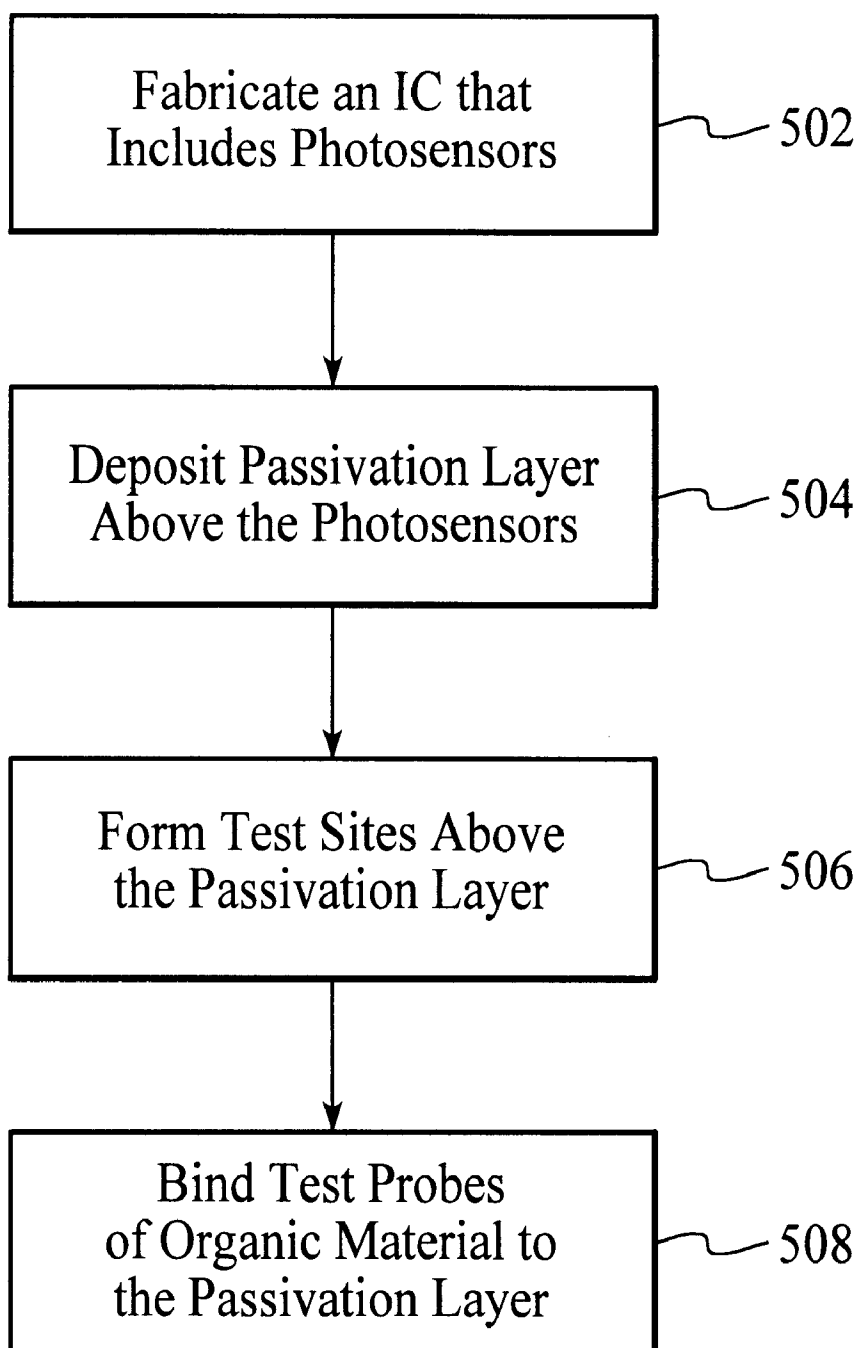 Fabricate an IC that
Includes Photosensors
502
Deposit Passivation Layer
Above the Photosensors
504
Form Test Sites Above
the Passivation Layer
506
Bind Test Probes
of Organic Material to
the Passivation Layer
508